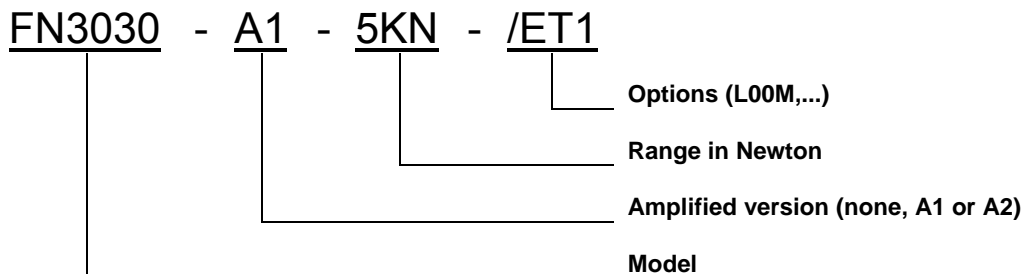 FN3030 - A1 - 5KN - /ET1
Options (L00M,...)
Range in Newton
Amplified version (none, A1 or A2)
Model